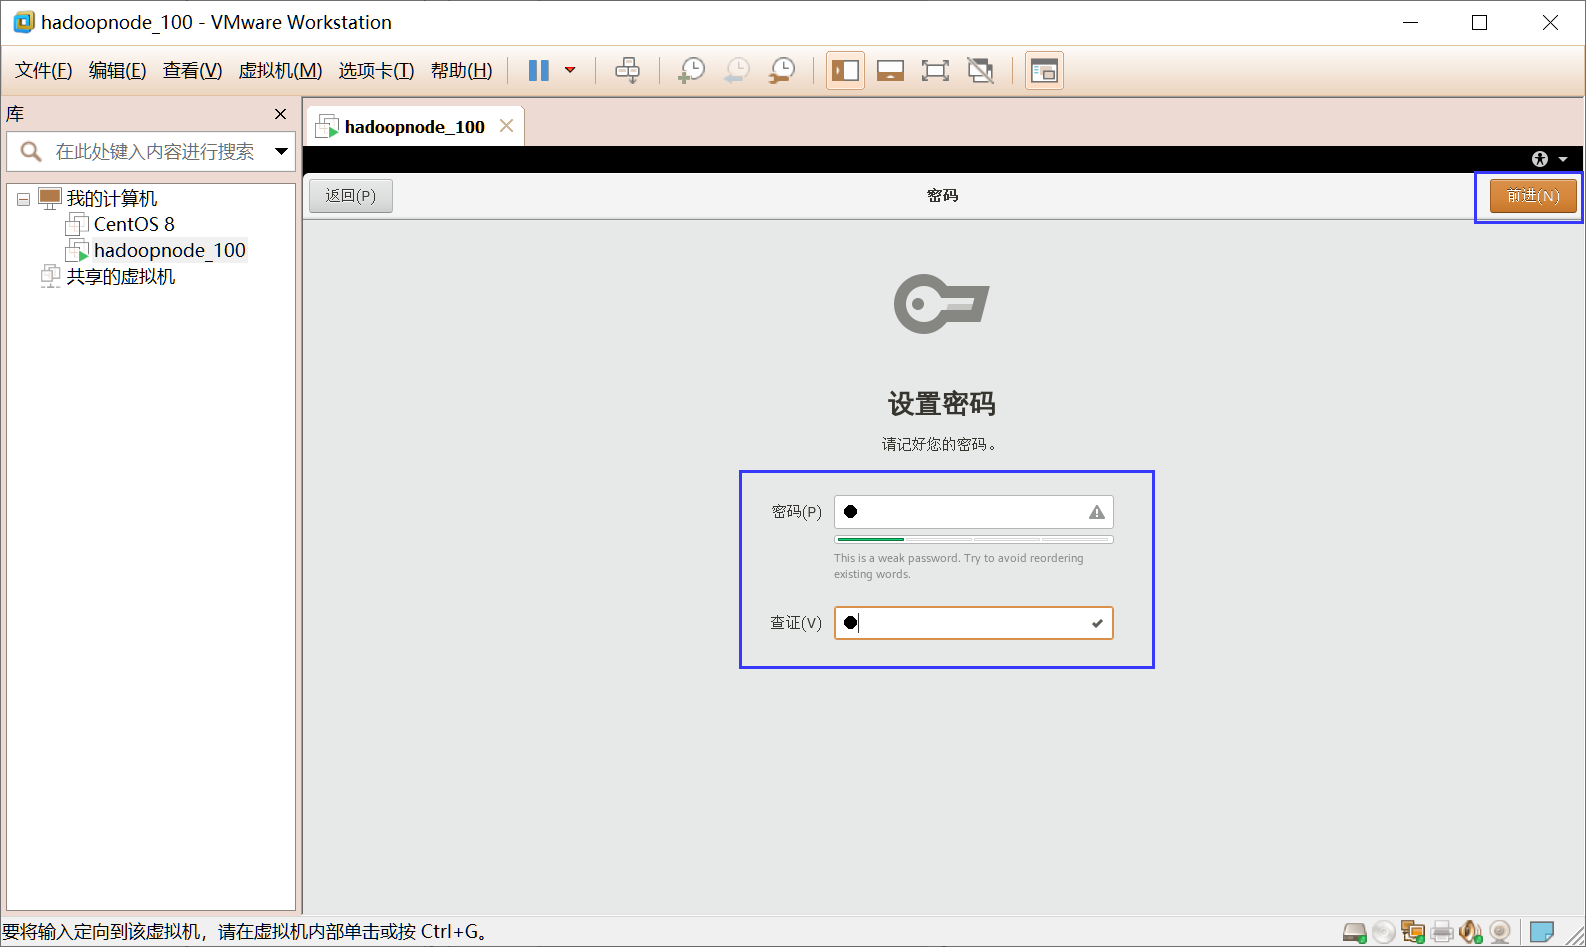 hadoopnode_100 - VMware Workstation
文件(F) 编辑(E) 查看(V) 虚拟机(M) 选项卡(T) 帮助(H)
库
在此处键入内容进行搜索
我的计算机
CentOS 8
hadoopnode_100
共享的虚拟机
hadoopnode_100
返回(P) 密码 前进(N)
设置密码
请记好您的密码。
密码(P)
This is a weak password. Try to avoid reordering
existing words.
查证(V)
要将输入定向到该虚拟机，请在虚拟机内部单击或按 Ctrl+G。